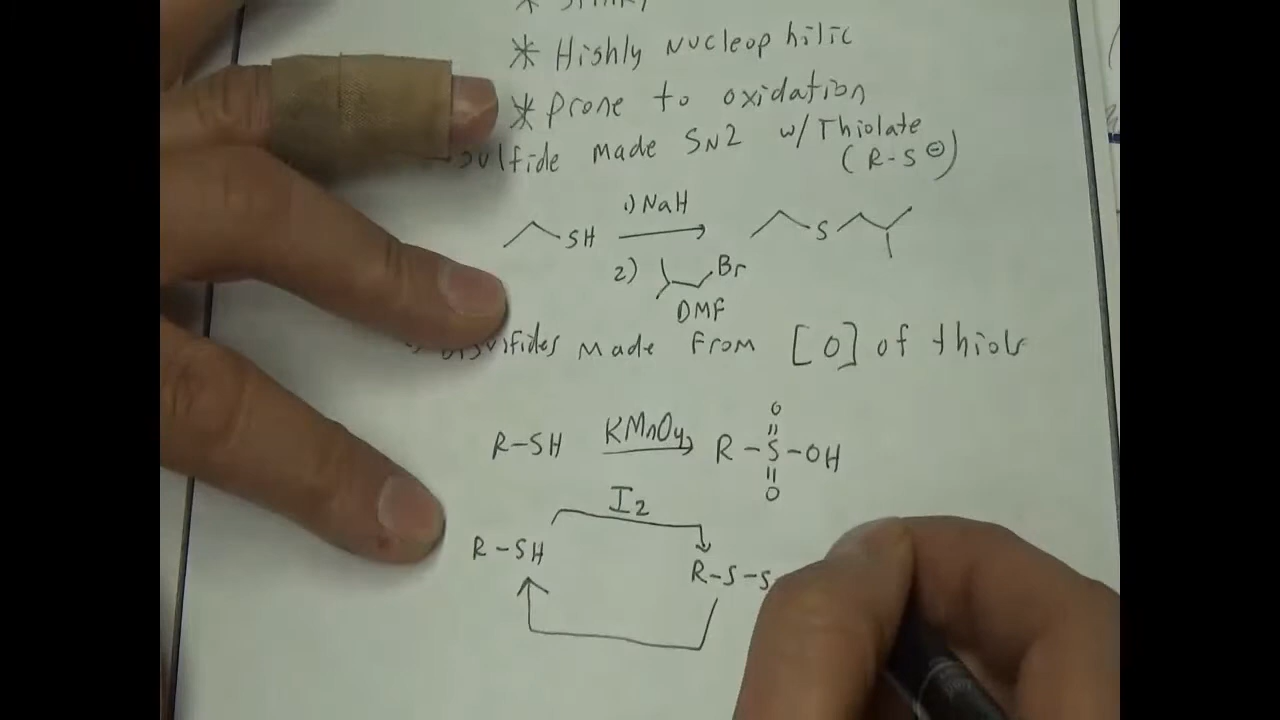 * Highly nucleophilic
* Prone to oxidation
sulfide made SN2 w/ Thiolate
(R-S⊖)
1) NaH
SH
S
2) Br
DMF
made from [O] of thiols
R-SH KMnO4 R-S-OH
O
O
I2
R-SH
R-S-S